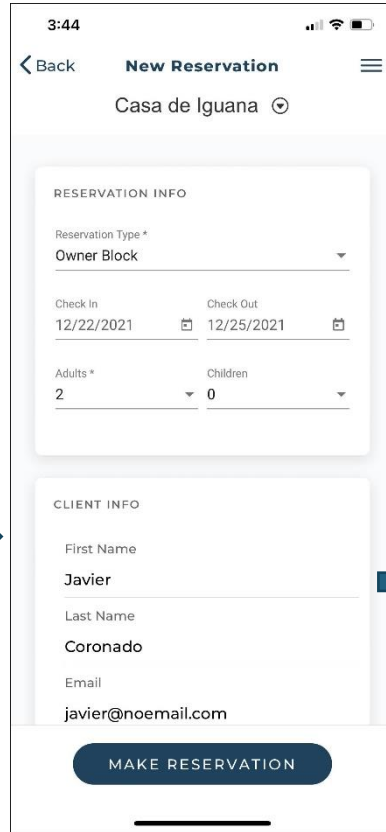 3:44
Back New Reservation
Casa de Iguana
RESERVATION INFO
Reservation Type *
Owner Block
Check In Check Out
12/22/2021 12/25/2021
Adults * Children
2 0
CLIENT INFO
First Name
Javier
Last Name
Coronado
Email
javier@noemail.com
MAKE RESERVATION